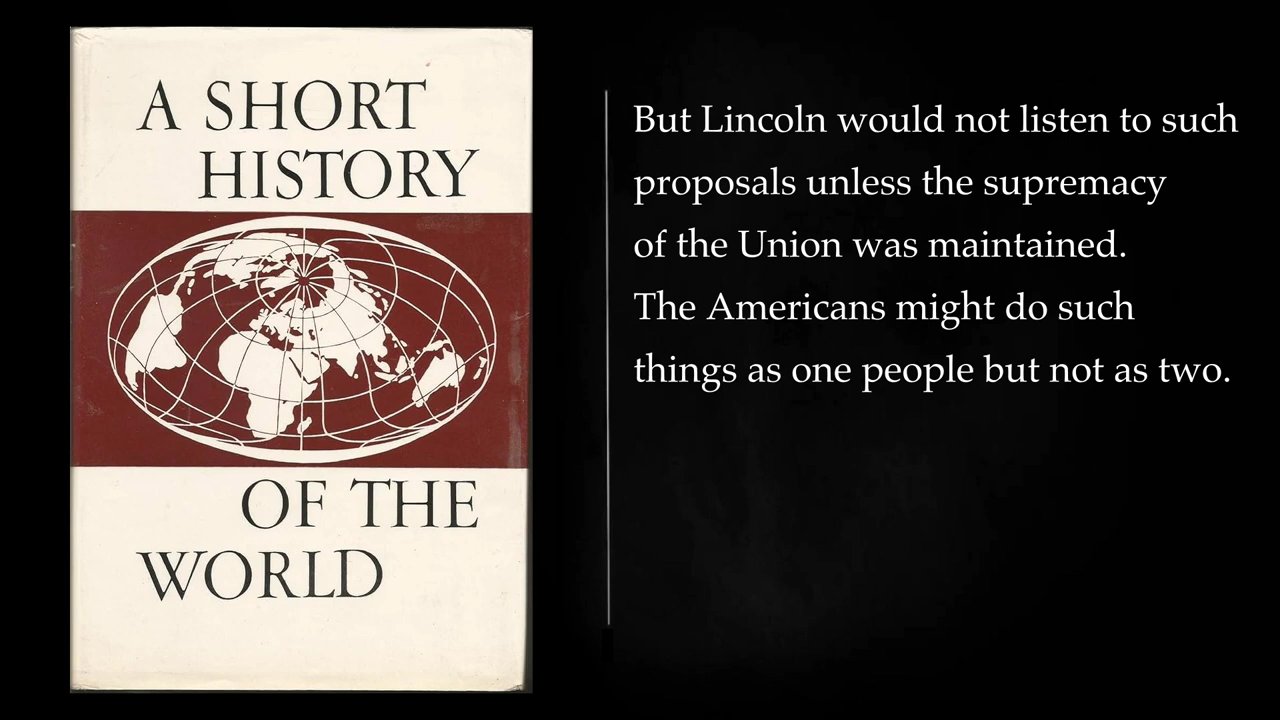 A SHORT
HISTORY
OF THE
WORLD
But Lincoln would not listen to such
proposals unless the supremacy
of the Union was maintained.
The Americans might do such
things as one people but not as two.